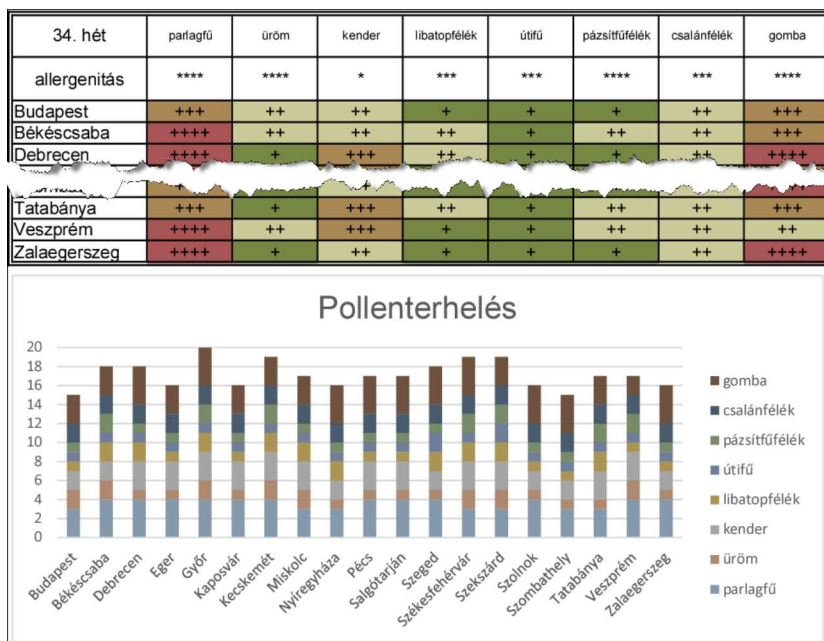 34. hét parlagfű üröm kender libatopfélék útifű pázsítfűfélék csalánfélék gomba
allergenitás **** **** * *** *** **** *** ****
Budapest +++ ++ ++ + + + ++ +++
Békéscsaba ++++ ++ ++ ++ + ++ ++ +++
Debrecen ++++ + +++ ++ + + ++ ++++
Tatabánya +++ + +++ ++ + ++ ++ +++
Veszprém ++++ ++ +++ + + ++ ++ ++
Zalaegerszeg ++++ + ++ + + + ++ ++++
Pollenterhelés
20
18
16
14
12
10
8
6
4
2
0
Budapest
Békéscsaba
Debrecen
Eger
Győr
Kaposvár
Kecskemét
Miskolc
Nyíregyháza
Pécs
Salgótarján
Szeged
Székesfehérvár
Szekszárd
Szolnok
Szombathely
Tatabánya
Veszprém
Zalaegerszeg
gomba
csalánfélék
pázsítfűfélék
útifű
libatopfélék
kender
üröm
parlagfű